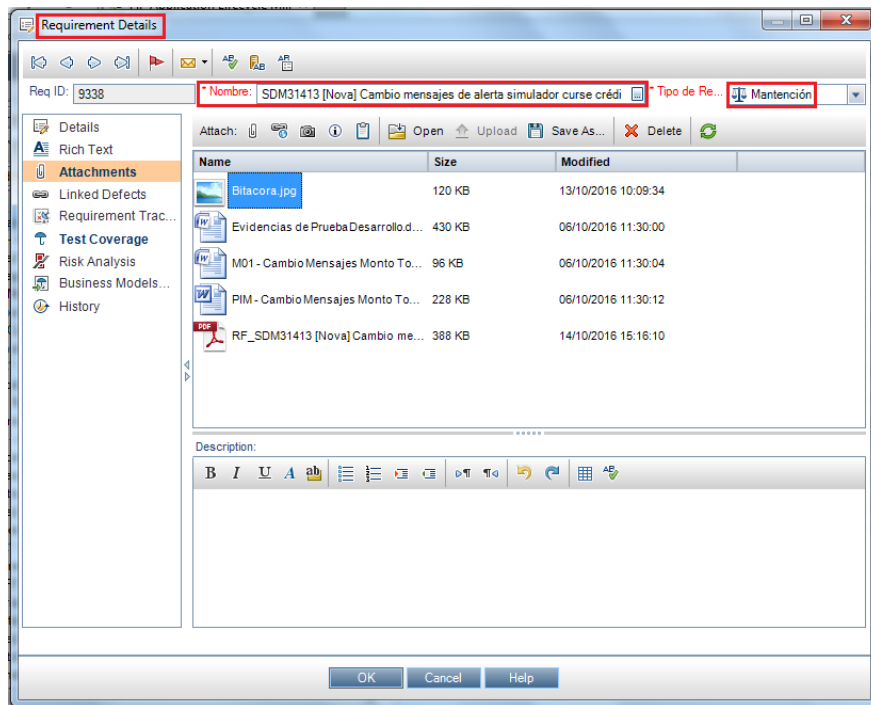 Requirement Details
Req ID: 9338 * Nombre: SDM31413 [Nova] Cambio mensajes de alerta simulador curse crédi * Tipo de Re... Mantención
Details
Rich Text
Attachments
Linked Defects
Requirement Trac...
Test Coverage
Risk Analysis
Business Models...
History
Attach: Open Upload Save As... Delete
Name Size Modified
Bitacora.jpg 120 KB 13/10/2016 10:09:34
Evidencias de Prueba Desarrollo.d... 430 KB 06/10/2016 11:30:00
M01 - Cambio Mensajes Monto To... 96 KB 06/10/2016 11:30:04
PIM - Cambio Mensajes Monto To... 228 KB 06/10/2016 11:30:12
RF_SDM31413 [Nova] Cambio me... 388 KB 14/10/2016 15:16:10
Description:
OK Cancel Help